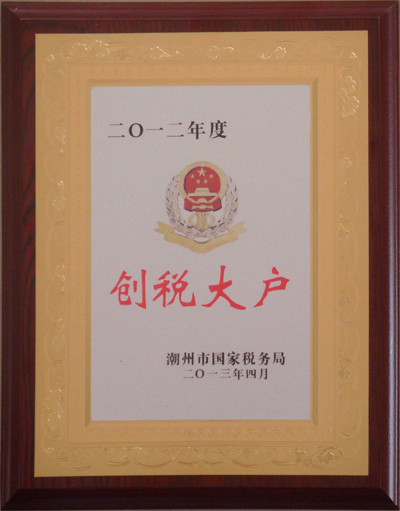 二〇一二年度
创税大户
潮州市国家税务局
二〇一三年四月